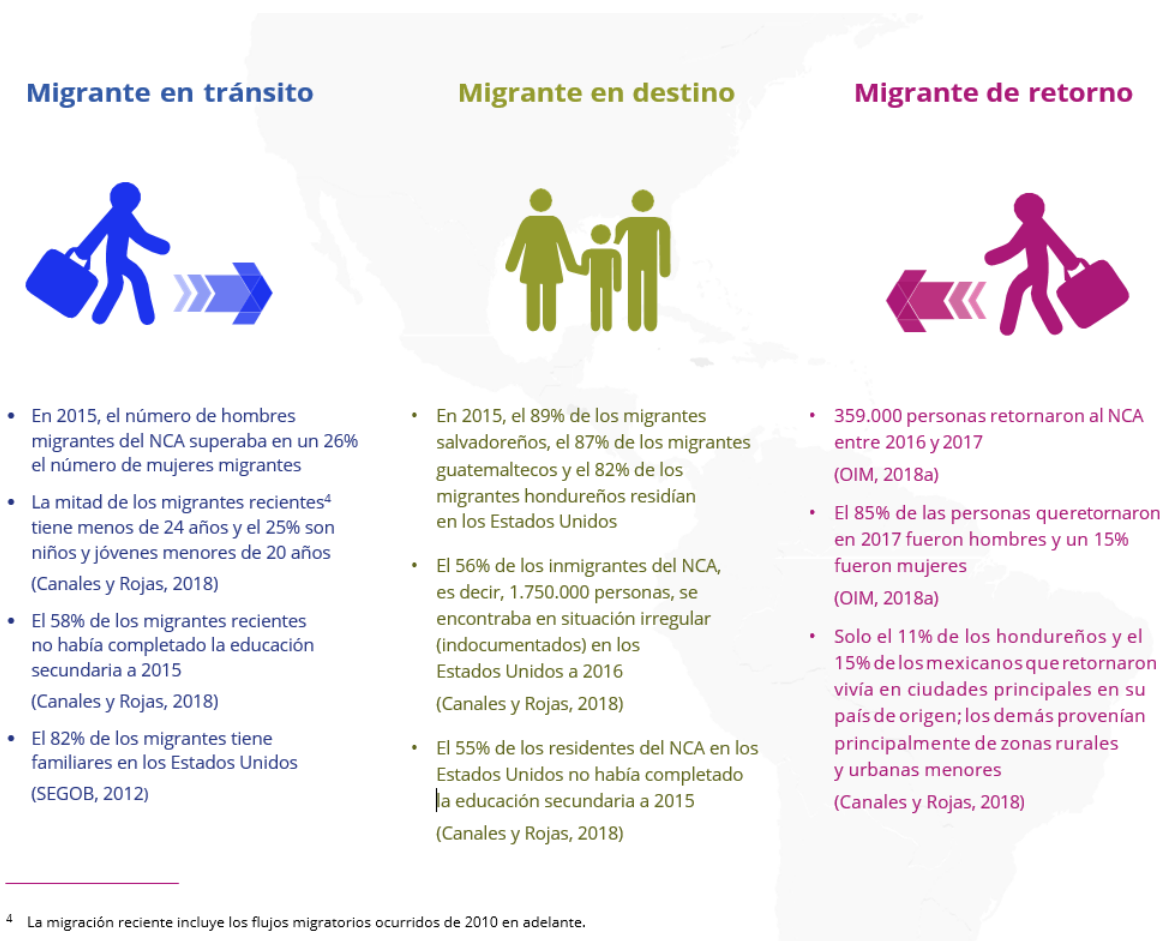 Migrante en tránsito
• En 2015, el número de hombres
migrantes del NCA superaba en un 26%
el número de mujeres migrantes
• La mitad de los migrantes recientes⁴
tiene menos de 24 años y el 25% son
niños y jóvenes menores de 20 años
(Canales y Rojas, 2018)
• El 58% de los migrantes recientes
no había completado la educación
secundaria a 2015
(Canales y Rojas, 2018)
• El 82% de los migrantes tiene
familiares en los Estados Unidos
(SEGOB, 2012)
Migrante en destino
• En 2015, el 89% de los migrantes
salvadoreños, el 87% de los migrantes
guatemaltecos y el 82% de los
migrantes hondureños residían
en los Estados Unidos
• El 56% de los inmigrantes del NCA,
es decir, 1.750.000 personas, se
encontraba en situación irregular
(indocumentados) en los
Estados Unidos a 2016
(Canales y Rojas, 2018)
• El 55% de los residentes del NCA en los
Estados Unidos no había completado
la educación secundaria a 2015
(Canales y Rojas, 2018)
Migrante de retorno
• 359.000 personas retornaron al NCA
entre 2016 y 2017
(OIM, 2018a)
• El 85% de las personas queretornaron
en 2017 fueron hombres y un 15%
fueron mujeres
(OIM, 2018a)
• Solo el 11% de los hondureños y el
15% de los mexicanos que retornaron
vivía en ciudades principales en su
país de origen; los demás provenían
principalmente de zonas rurales
y urbanas menores
(Canales y Rojas, 2018)
⁴ La migración reciente incluye los flujos migratorios ocurridos de 2010 en adelante.